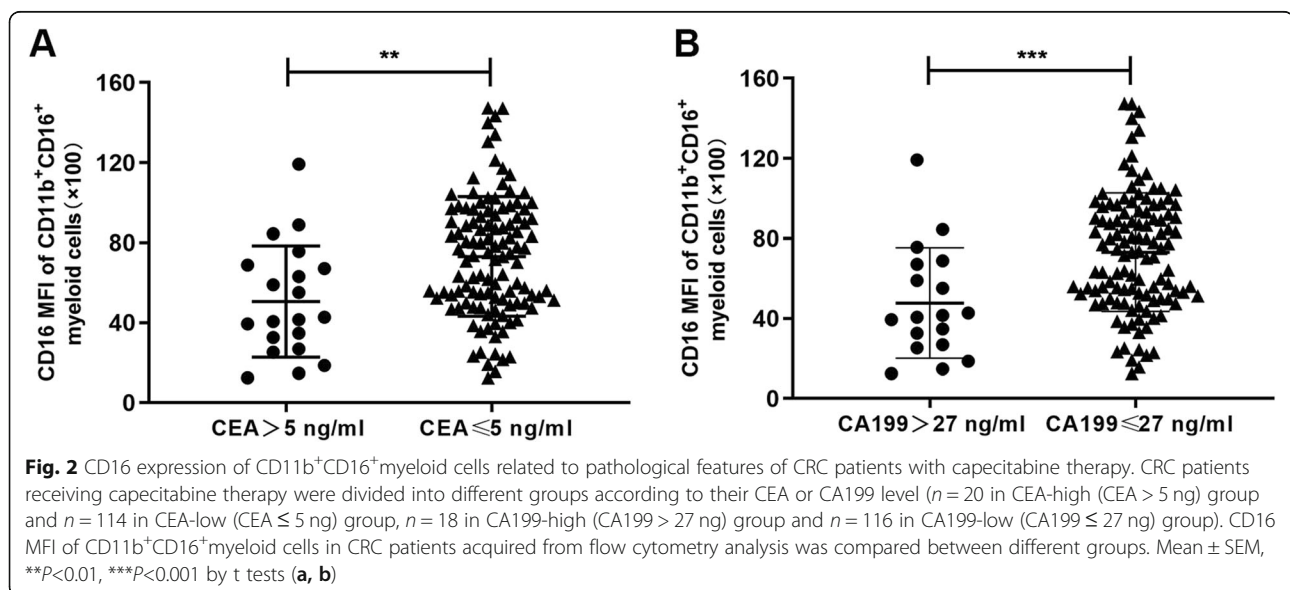 A
**
160
120
80
40
0
CD16 MFI of CD11b+CD16+
myeloid cells(×100)
CEA>5 ng/ml
CEA≤5 ng/ml
B
***
160
120
80
40
0
CD16 MFI of CD11b+CD16+
myeloid cells(×100)
CA199>27 ng/ml
CA199≤27 ng/ml
Fig. 2 CD16 expression of CD11b+CD16+myeloid cells related to pathological features of CRC patients with capecitabine therapy. CRC patients
receiving capecitabine therapy were divided into different groups according to their CEA or CA199 level (n = 20 in CEA-high (CEA > 5 ng) group
and n = 114 in CEA-low (CEA ≤ 5 ng) group, n = 18 in CA199-high (CA199 > 27 ng) group and n = 116 in CA199-low (CA199 ≤ 27 ng) group). CD16
MFI of CD11b+CD16+myeloid cells in CRC patients acquired from flow cytometry analysis was compared between different groups. Mean ± SEM,
**P<0.01, ***P<0.001 by t tests (a, b)